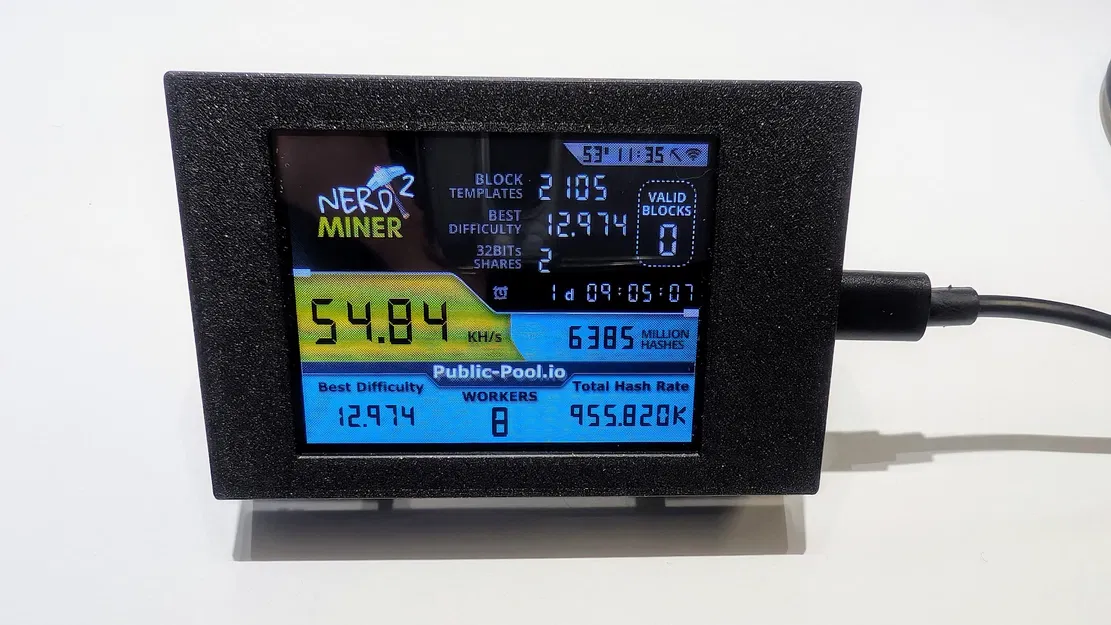 53° 11:35
NERD 2
MINER
BLOCK
TEMPLATES 2105
BEST
DIFFICULTY 12.974
32BITs
SHARES 2
VALID
BLOCKS
0
1 d 09:05:07
54.84 KH/s
6385 MILLION
HASHES
Public-Pool.io
Best Difficulty WORKERS Total Hash Rate
12.974 8 955.820K